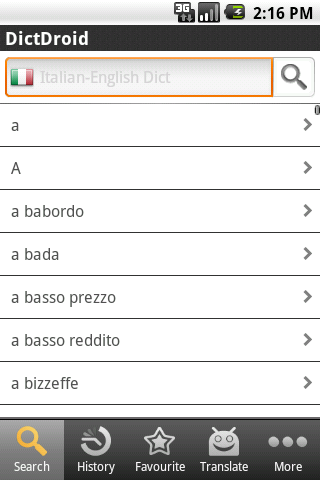 3G
2:16 PM
DictDroid
Italian-English Dict
a
A
a babordo
a bada
a basso prezzo
a basso reddito
a bizzeffe
Search
History
Favourite
Translate
More